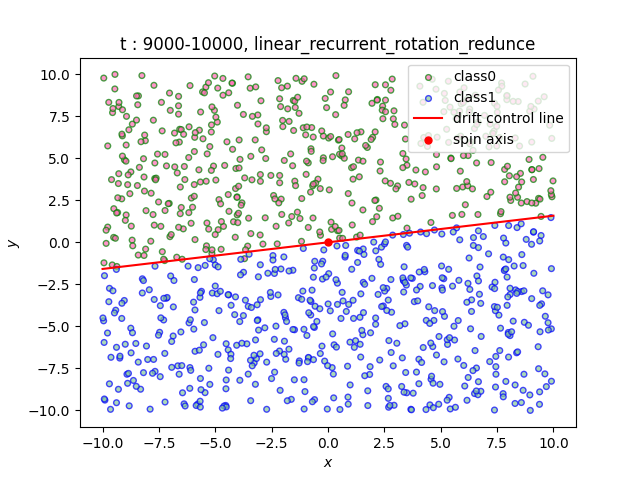 t : 9000-10000, linear_recurrent_rotation_redunce
class0
class1
drift control line
spin axis
10.0
7.5
5.0
2.5
0.0
−2.5
−5.0
−7.5
−10.0
y
−10.0 −7.5 −5.0 −2.5 0.0 2.5 5.0 7.5 10.0
x